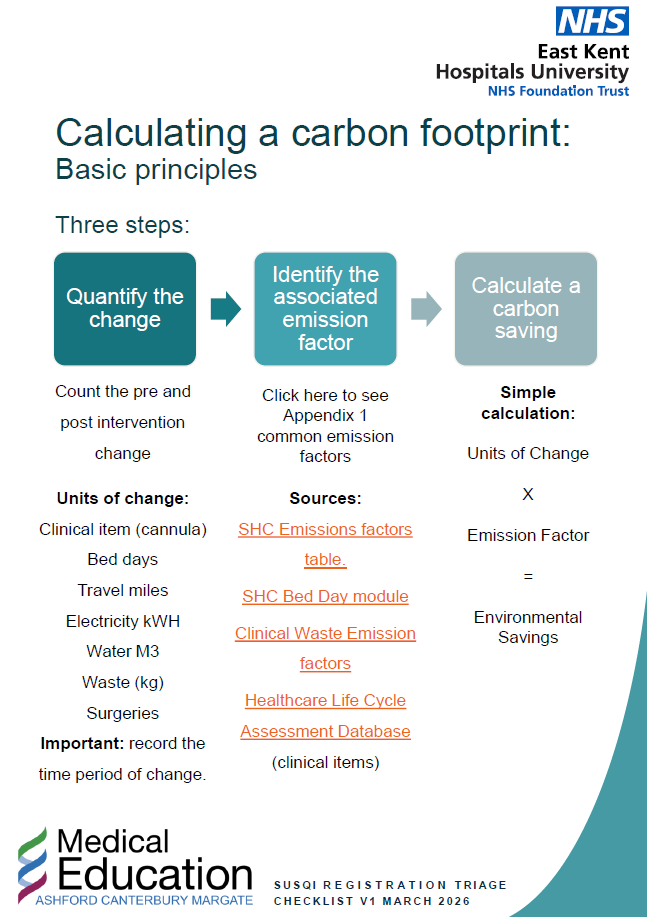 NHS
East Kent
Hospitals University
NHS Foundation Trust
Calculating a carbon footprint:
Basic principles
Three steps:
Quantify the
change
Identify the
associated
emission
factor
Calculate a
carbon
saving
Count the pre and
post intervention
change
Units of change:
Clinical item (cannula)
Bed days
Travel miles
Electricity kWH
Water M3
Waste (kg)
Surgeries
Important: record the
time period of change.
Click here to see
Appendix 1
common emission
factors
Sources:
SHC Emissions factors
table.
SHC Bed Day module
Clinical Waste Emission
factors
Healthcare Life Cycle
Assessment Database
(clinical items)
Simple
calculation:
Units of Change
X
Emission Factor
=
Environmental
Savings
Medical
Education
ASHFORD CANTERBURY MARGATE
SUSQI REGISTRATION TRIAGE
CHECKLIST V1 MARCH 2026